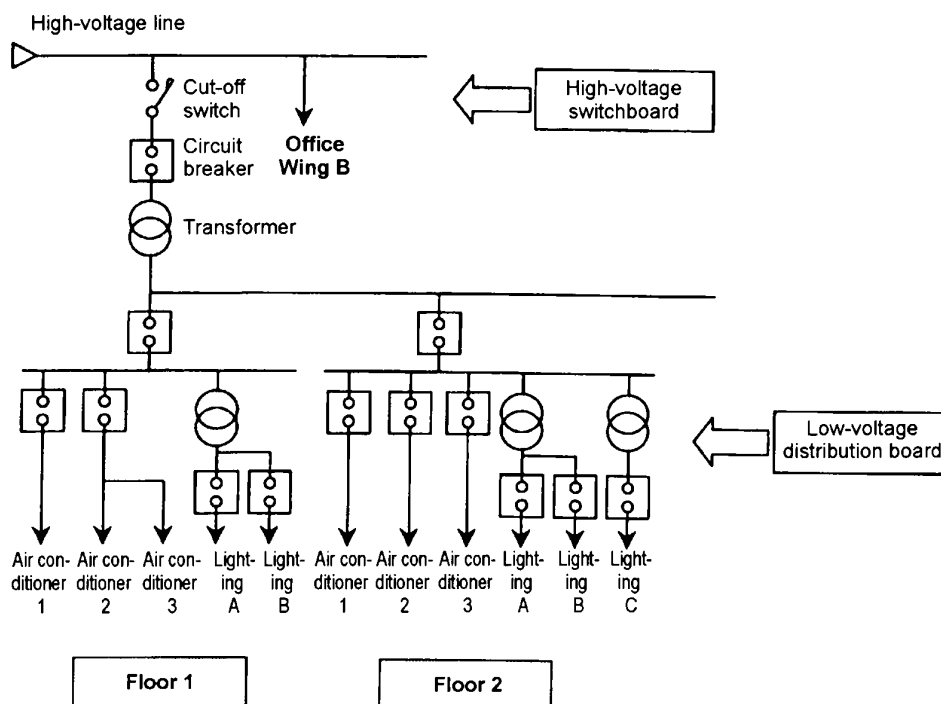 High-voltage line
Cut-off
switch
High-voltage
switchboard
Circuit
breaker
Office
Wing B
Transformer
Low-voltage
distribution board
Air con-
ditioner
1
Air con-
ditioner
2
Air con-
ditioner
3
Light-
ing
A
Light-
ing
B
Air con-
ditioner
1
Air con-
ditioner
2
Air con-
ditioner
3
Light-
ing
A
Light-
ing
B
Light-
ing
C
Floor 1
Floor 2